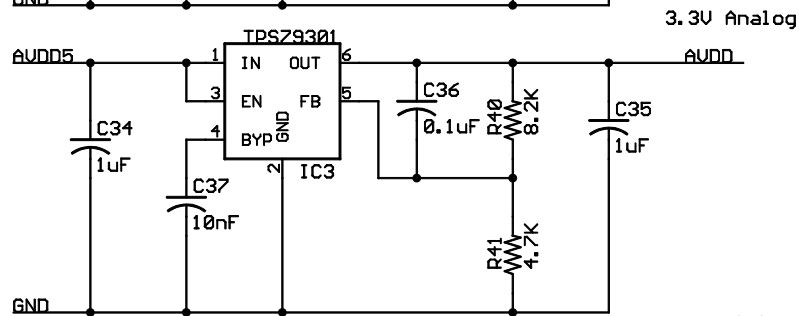 GND
3.3V Analog
TPS79301
AVDD5
1
IN
OUT
6
AVDD
3
EN
FB
5
C36
0.1uF
R40
8.2K
C35
1uF
C34
1uF
4
BYP
GND
2
IC3
C37
10nF
R41
4.7K
GND